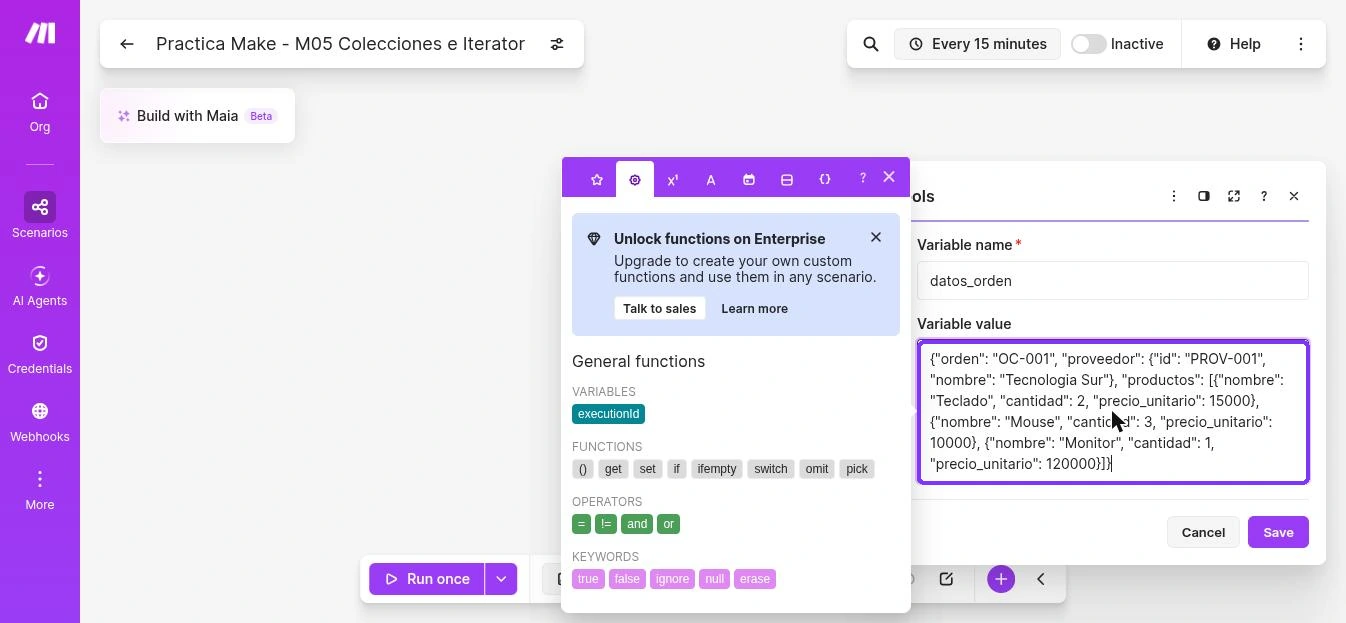 Practica Make - M05 Colecciones e Iterator
Every 15 minutes
Inactive
Help
Build with Maia
Beta
Org
Scenarios
AI Agents
Credentials
Webhooks
More
?
Unlock functions on Enterprise
Upgrade to create your own custom
functions and use them in any scenario.
Talk to sales
Learn more
General functions
VARIABLES
executionId
FUNCTIONS
() get set if ifempty switch omit pick
OPERATORS
= != and or
KEYWORDS
true false ignore null erase
ols
?
Variable name*
datos_orden
Variable value
{"orden": "OC-001", "proveedor": {"id": "PROV-001",
"nombre": "Tecnologia Sur"}, "productos": [{"nombre":
"Teclado", "cantidad": 2, "precio_unitario": 15000},
{"nombre": "Mouse", "cantidad": 3, "precio_unitario":
10000}, {"nombre": "Monitor", "cantidad": 1,
"precio_unitario": 120000}]}
Cancel
Save
Run once